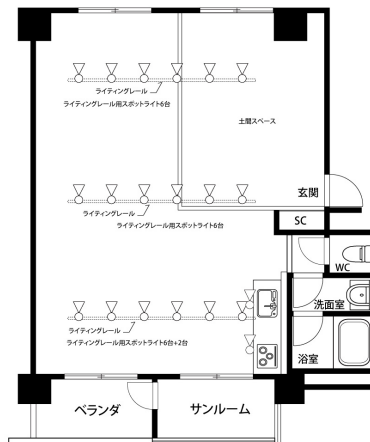 ライティングレール
ライティングレール用スポットライト6台
土間スペース
玄関
ライティングレール
ライティングレール用スポットライト6台
SC
WC
洗面室
ライティングレール
ライティングレール用スポットライト6台+2台
浴室
ベランダ
サンルーム